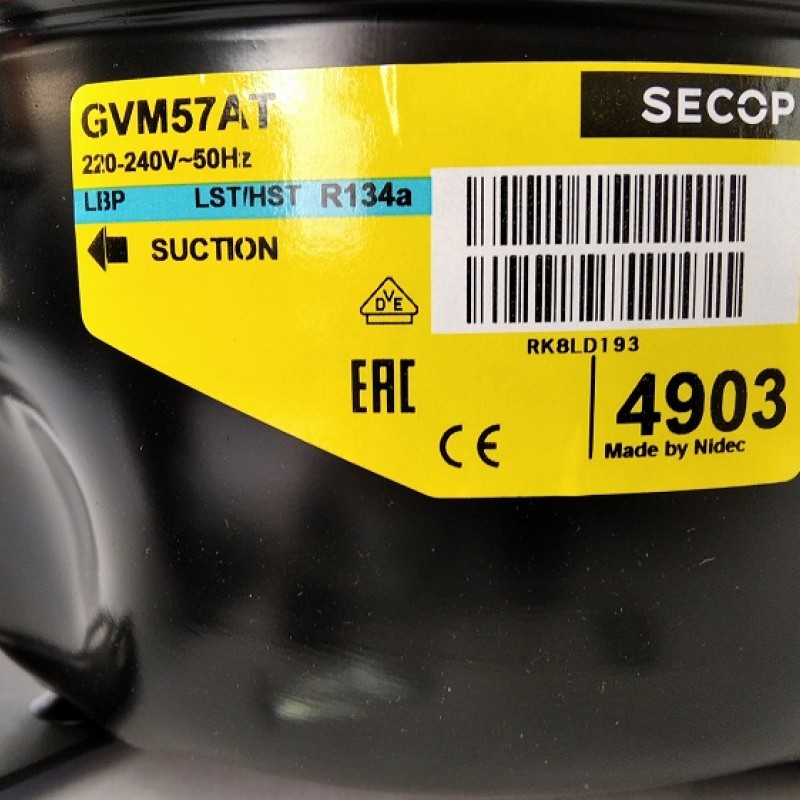 GVM57AT
SECOP
220-240V~50Hz
LBP LST/HST R134a
SUCTION
DVE
RK8LD193
EAC
4903
CE
Made by Nidec